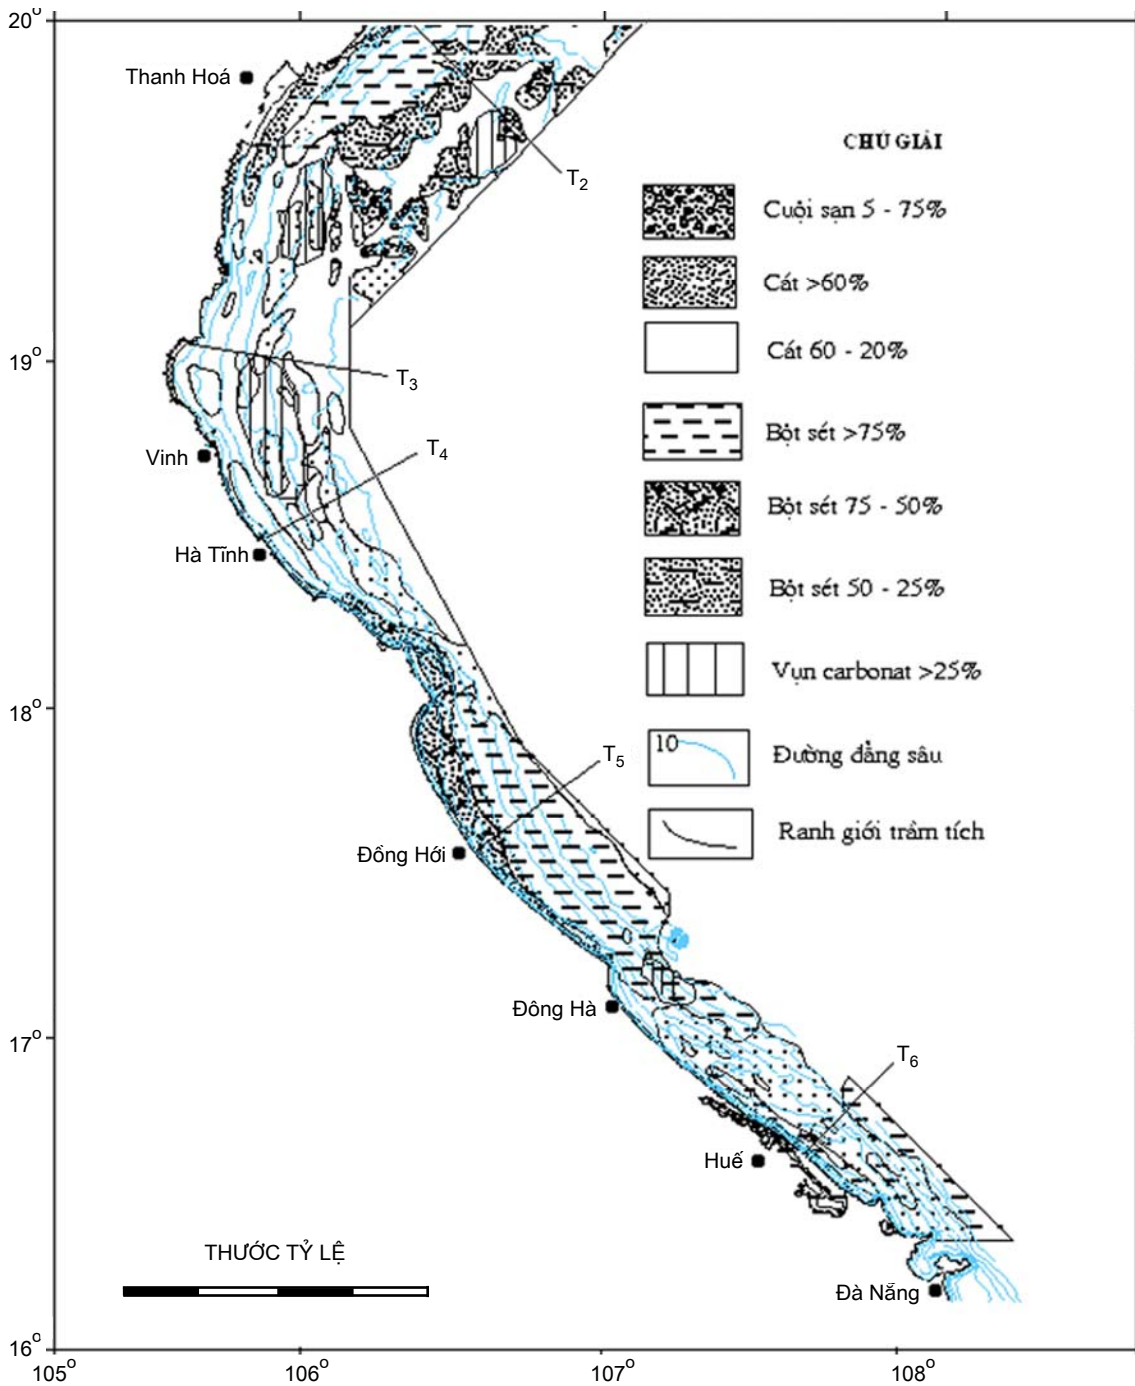 20°
Thanh Hoá
CHÚ GIẢI
T2
Cuội sạn 5 - 75%
Cát >60%
Cát 60 - 20%
19°
T3
Bột sét >75%
T4
Vinh
Bột sét 75 - 50%
Hà Tĩnh
Bột sét 50 - 25%
Vụn carbonat >25%
18°
10
T5
Đường đẳng sâu
Ranh giới trầm tích
Đồng Hới
Đông Hà
17°
T6
Huế
THƯỚC TỶ LỆ
Đà Nẵng
16°
105° 106° 107° 108°